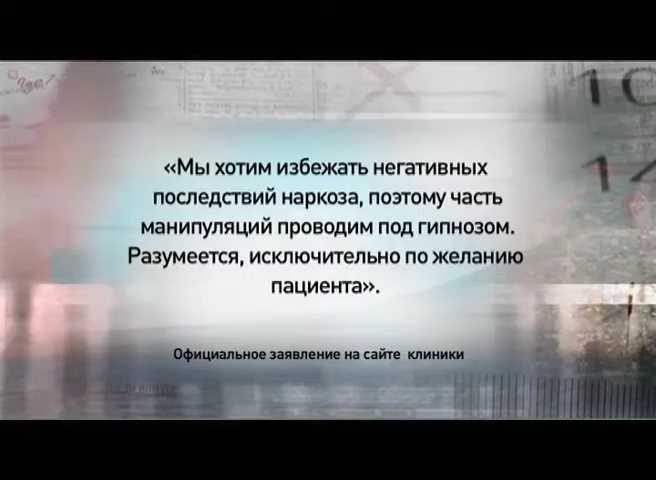 «Мы хотим избежать негативных
последствий наркоза, поэтому часть
манипуляций проводим под гипнозом.
Разумеется, исключительно по желанию
пациента».
Официальное заявление на сайте клиники
10